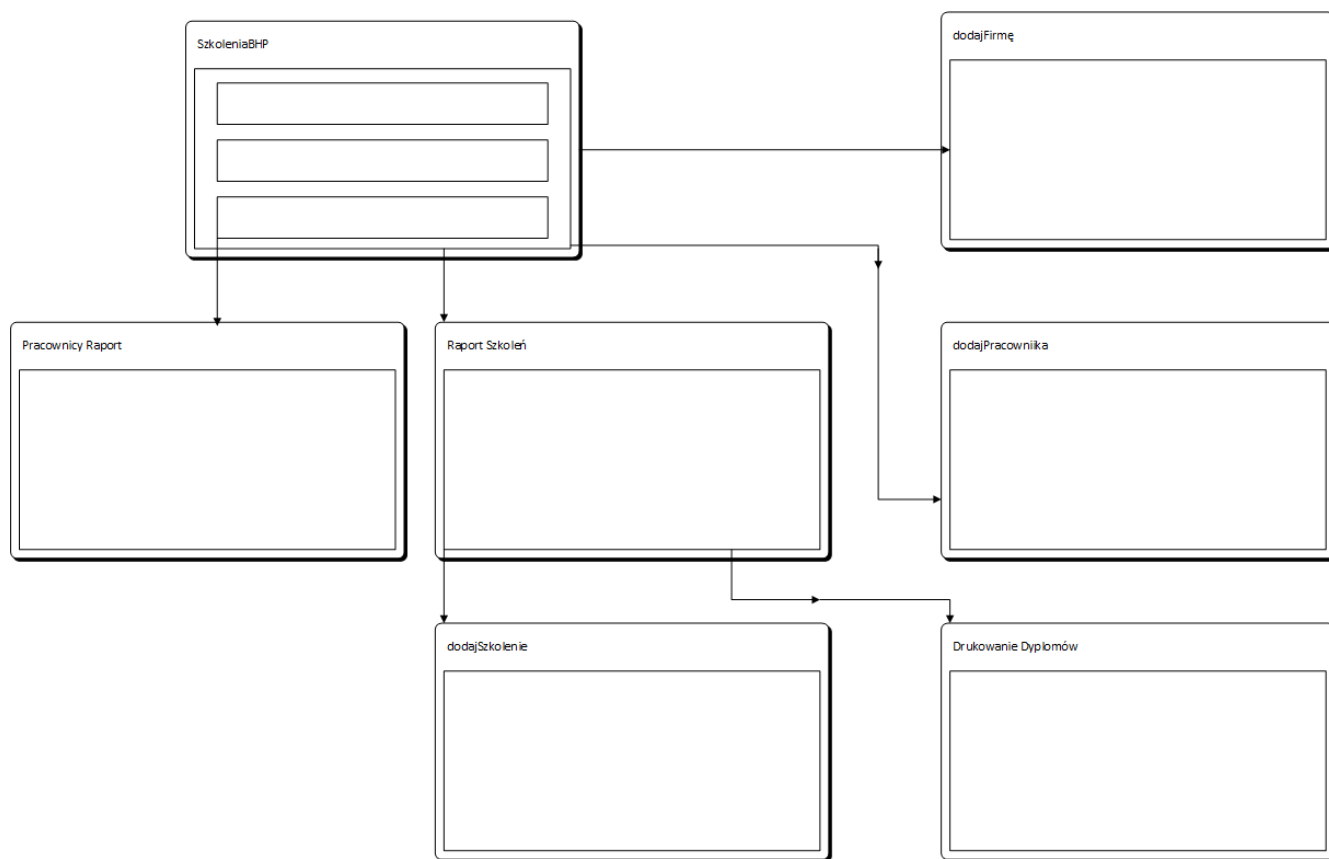 SzkoleniaBHP
dodajFirmę
Pracownicy Raport
Raport Szkoleń
dodajPracowniika
dodajSzkolenie
Drukowanie Dyplomów